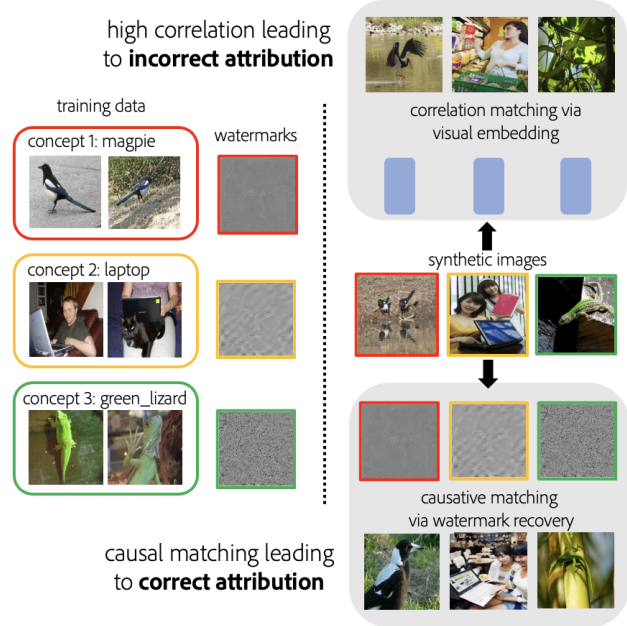 high correlation leading
to incorrect attribution
training data
concept 1: magpie
watermarks
concept 2: laptop
concept 3: green_lizard
causal matching leading
to correct attribution
correlation matching via
visual embedding
synthetic images
causative matching
via watermark recovery